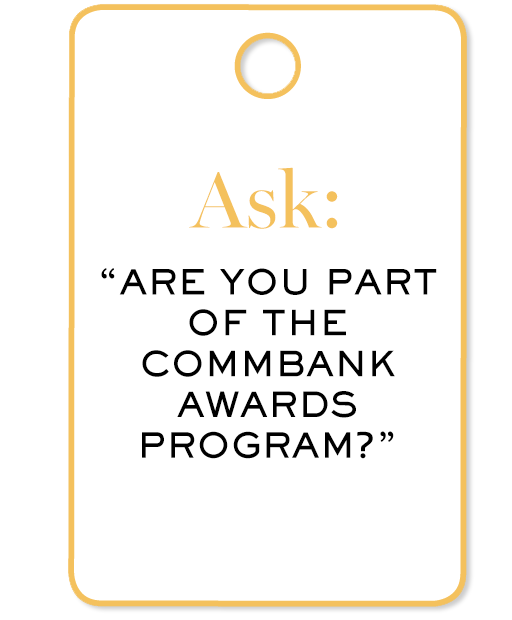 Ask:
“ARE YOU PART
OF THE
COMMBANK
AWARDS
PROGRAM?”